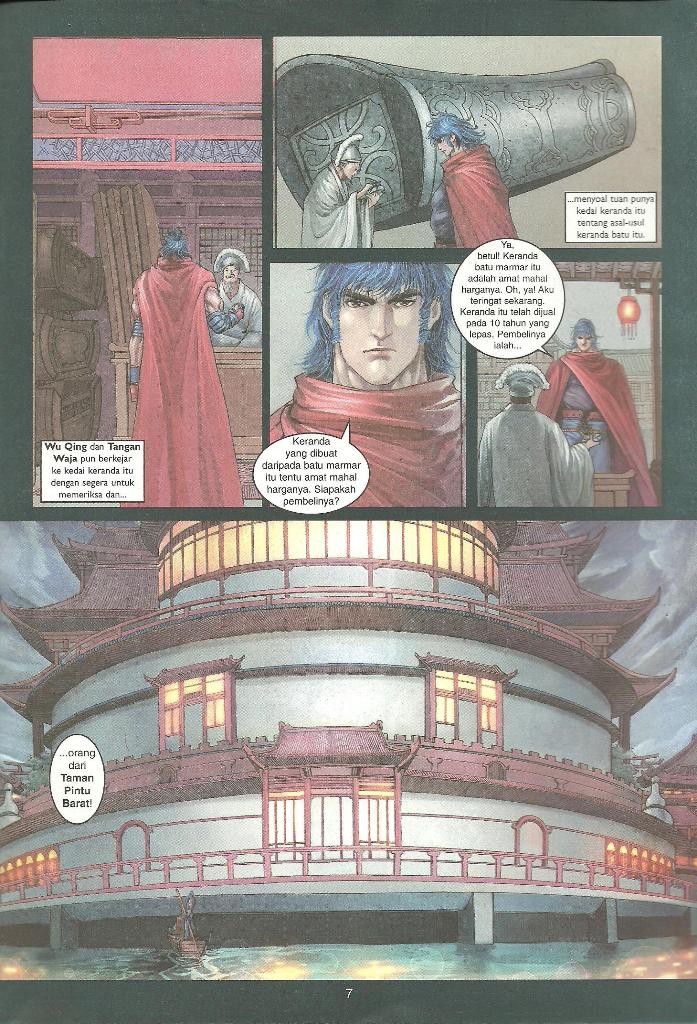 Wu Qing dan Tangan
Waja pun berkejar
ke kedai keranda itu
dengan segera untuk
memeriksa dan...
...menyoal tuan punya
kedai keranda itu
tentang asal-usul
keranda batu itu.
Keranda
yang dibuat
daripada batu marmar
itu tentu amat mahal
harganya. Siapakah
pembelinya?
Ya,
betul! Keranda
batu marmar itu
adalah amat mahal
harganya. Oh, ya! Aku
teringat sekarang.
Keranda itu telah dijual
pada 10 tahun yang
lepas. Pembelinya
ialah...
...orang
dari
Taman
Pintu
Barat!
7